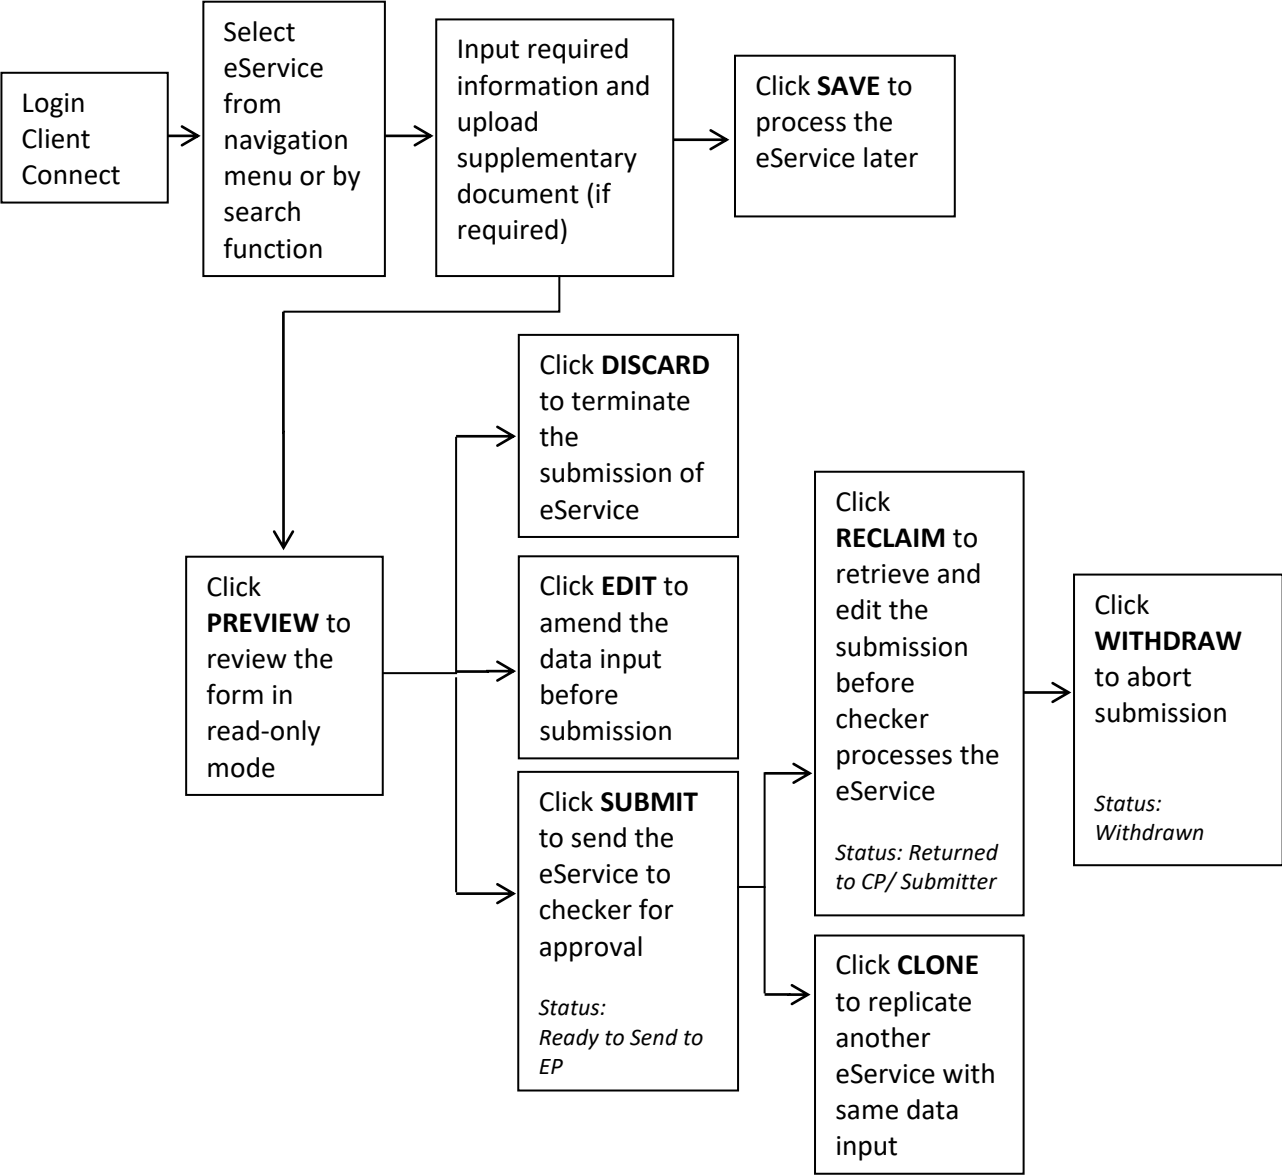 Login
Client
Connect
Select
eService
from
navigation
menu or by
search
function
Input required
information and
upload
supplementary
document (if
required)
Click SAVE to
process the
eService later
Click
PREVIEW to
review the
form in
read-only
mode
Click DISCARD
to terminate
the
submission of
eService
Click EDIT to
amend the
data input
before
submission
Click SUBMIT
to send the
eService to
checker for
approval
Status:
Ready to Send to
EP
Click
RECLAIM to
retrieve and
edit the
submission
before
checker
processes the
eService
Status: Returned
to CP/ Submitter
Click
WITHDRAW
to abort
submission
Status:
Withdrawn
Click CLONE
to replicate
another
eService with
same data
input